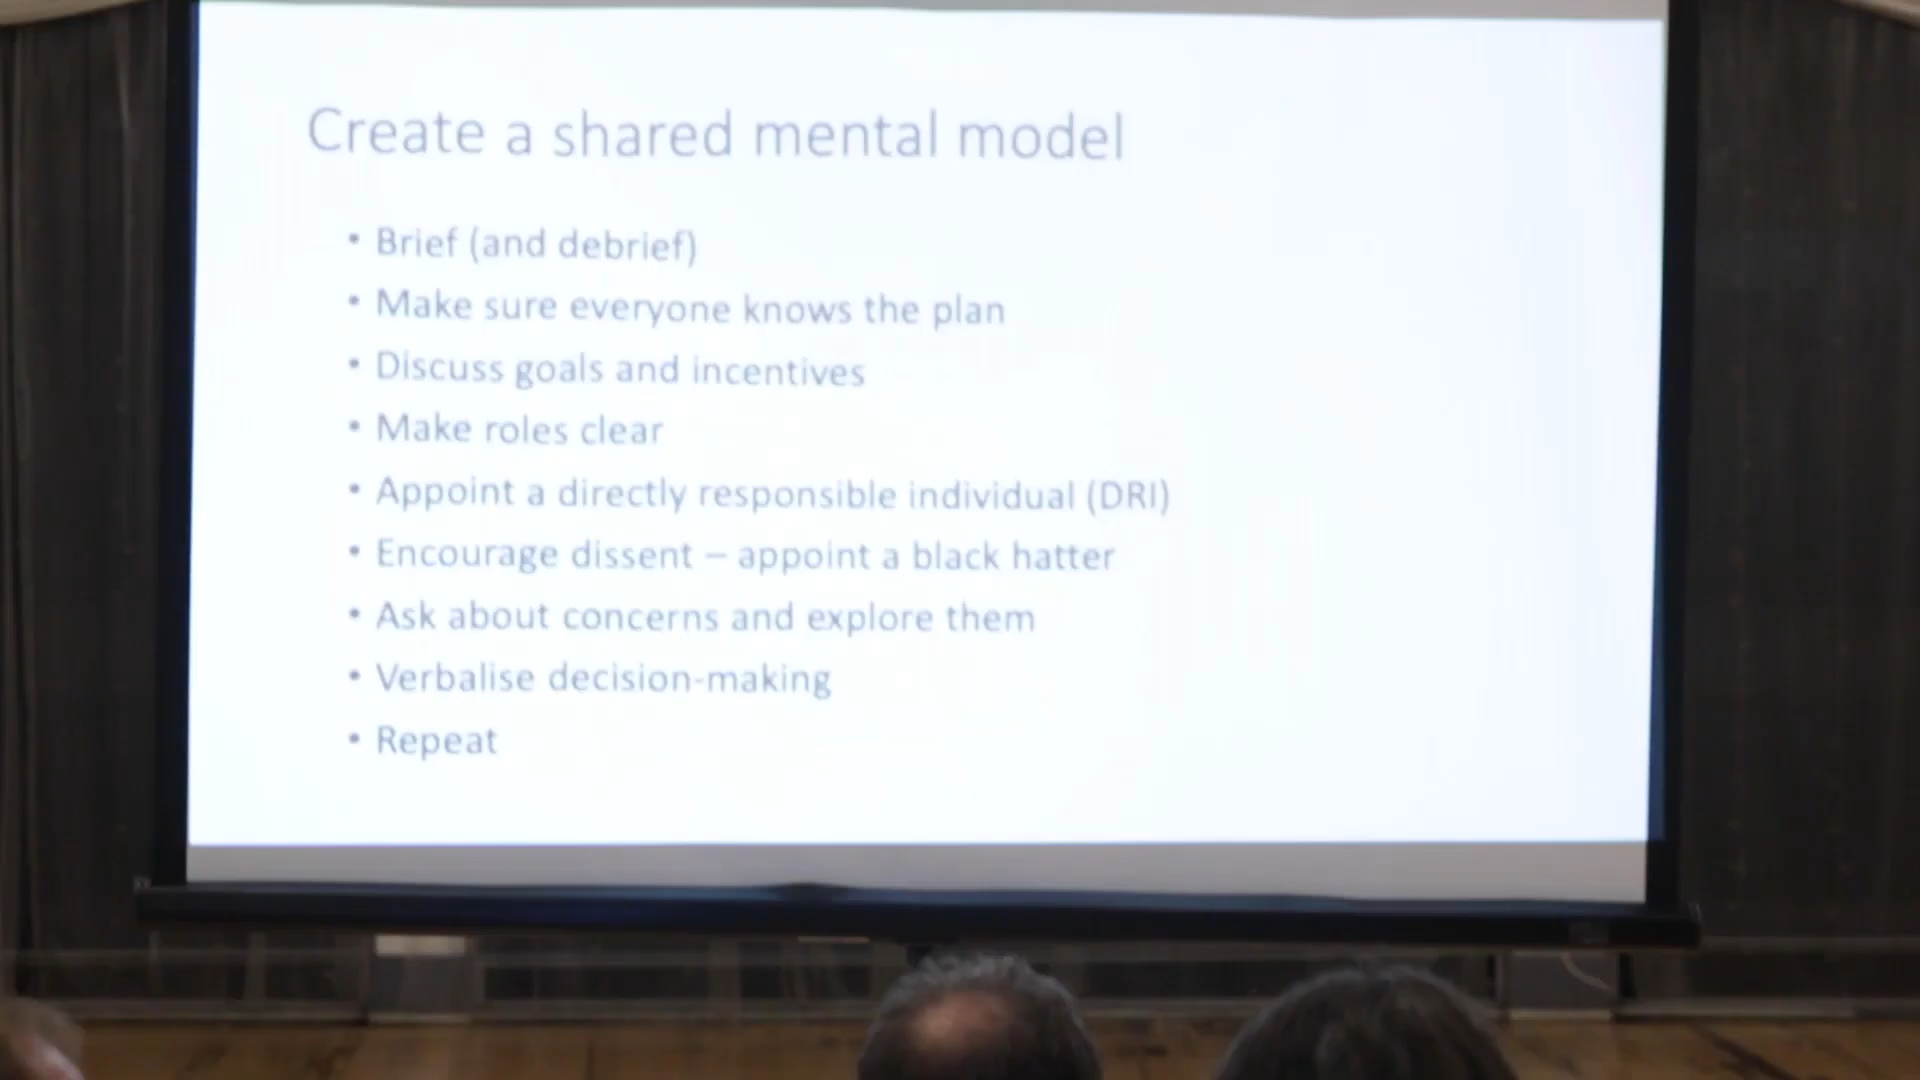 Create a shared mental model
• Brief (and debrief)
• Make sure everyone knows the plan
• Discuss goals and incentives
• Make roles clear
• Appoint a directly responsible individual (DRI)
• Encourage dissent – appoint a black hatter
• Ask about concerns and explore them
• Verbalise decision-making
• Repeat